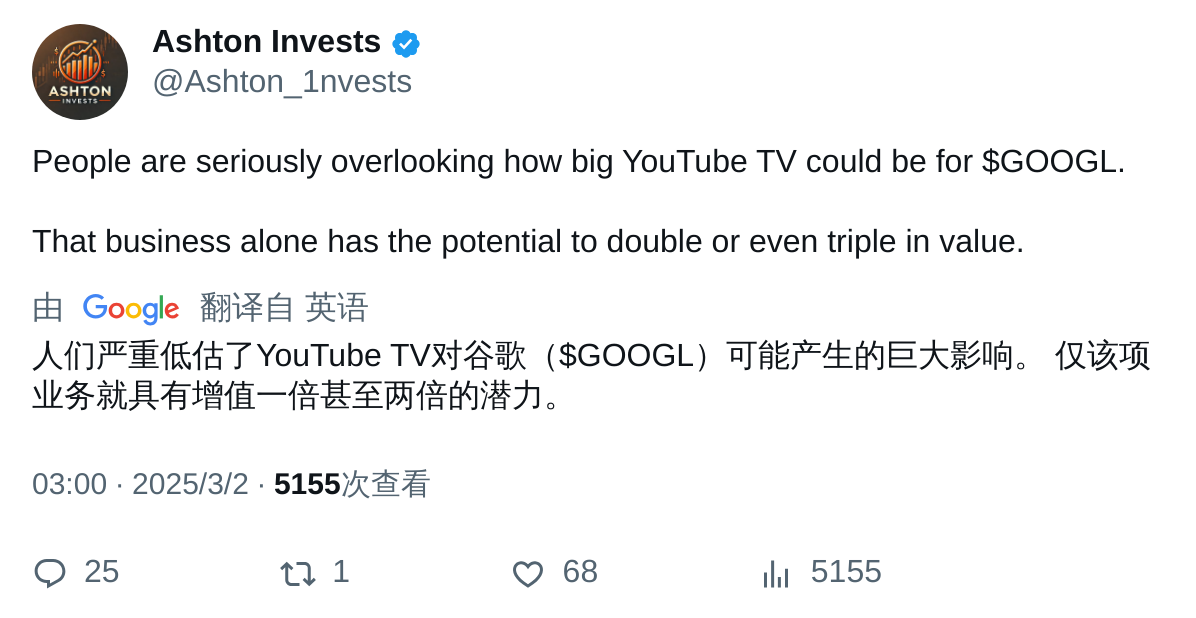 ASHTON
INVESTS
Ashton Invests
@Ashton_1nvests
People are seriously overlooking how big YouTube TV could be for $GOOGL.
That business alone has the potential to double or even triple in value.
由 Google 翻译自 英语
人们严重低估了YouTube TV对谷歌（$GOOGL）可能产生的巨大影响。 仅该项
业务就具有增值一倍甚至两倍的潜力。
03:00 · 2025/3/2 · 5155次查看
25 1 68 5155